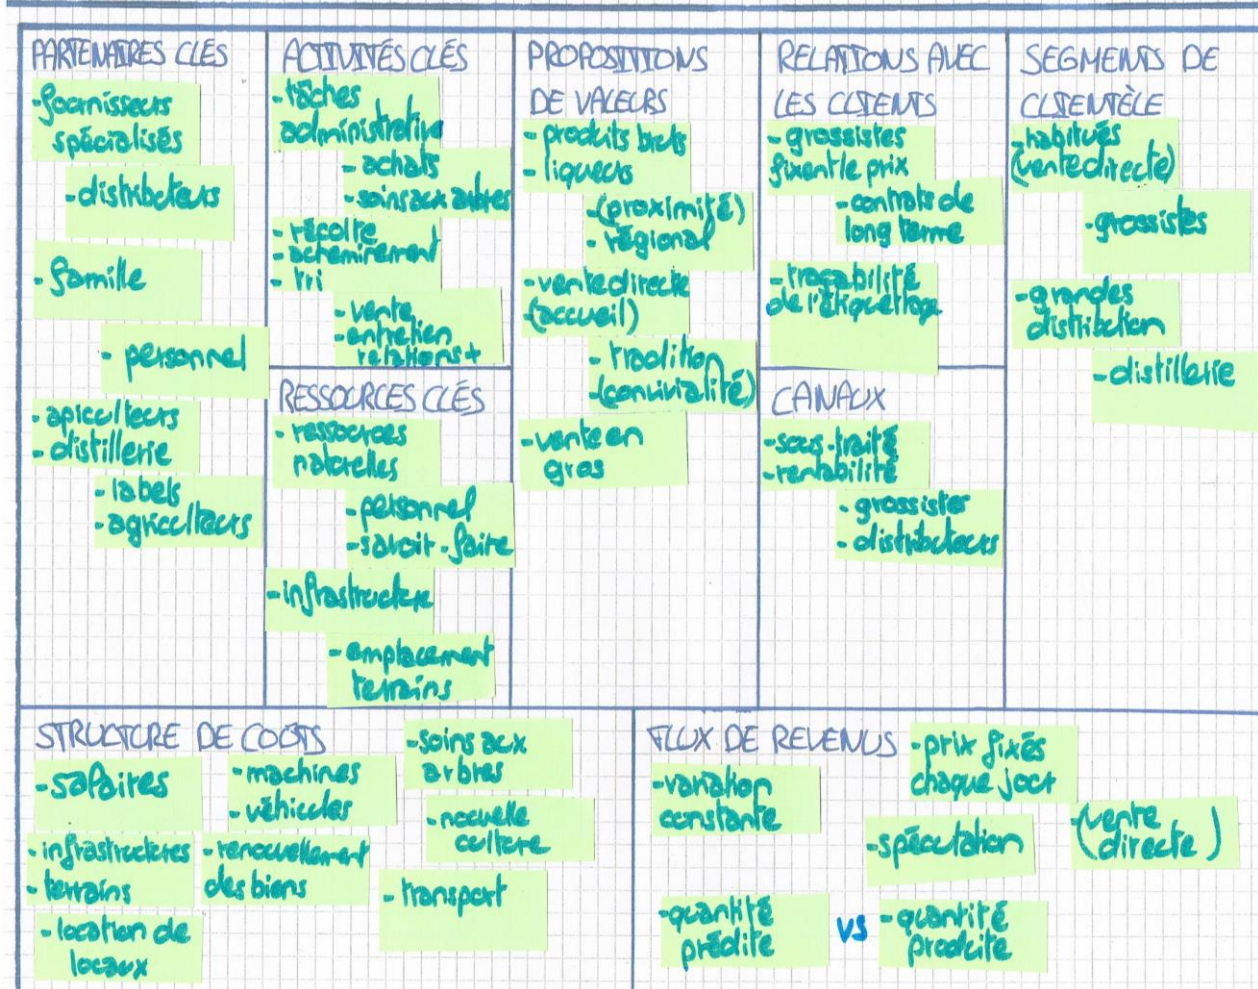 PARTENAIRES CLÉS
- fournisseurs
spécialisés
- distributeurs
- famille
- personnel
- apiculteurs
- distillerie
- labels
- agriculteurs
ACTIVITÉS CLÉS
- tâches
administrative
- achats
- soins aux arbres
- récolte
- acheminement
- tri
- vente
- entretien
relations +
RESSOURCES CLÉS
- ressources
naturelles
- personnel
- savoir-faire
- infrastructure
- emplacement
terrains
PROPOSITIONS
DE VALEURS
- produits bruts
- liqueurs
- (proximité)
- régional
- vente directe
(accueil)
- tradition
(convivialité)
- vente en
gros
RELATIONS AVEC
LES CLIENTS
- grossistes
fixent le prix
- contrats de
long terme
- traçabilité
de l'étiquettage
CANAUX
- sous-traité
- rentabilité
- grossistes
- distributeurs
SEGMENTS DE
CLIENTÈLE
- habitués
(vente directe)
- grossistes
- grandes
distribution
- distillerie
STRUCTURE DE COÛTS
- salaires
- infrastructures
- terrains
- location de
locaux
- machines
- véhicules
- renouvellement
des biens
- soins aux
arbres
- nouvelle
culture
- transport
FLUX DE REVENUS
- variation
constante
- prix fixés
chaque jour
- spéculation
- (vente
directe)
- quantité
prédite
VS
- quantité
produite